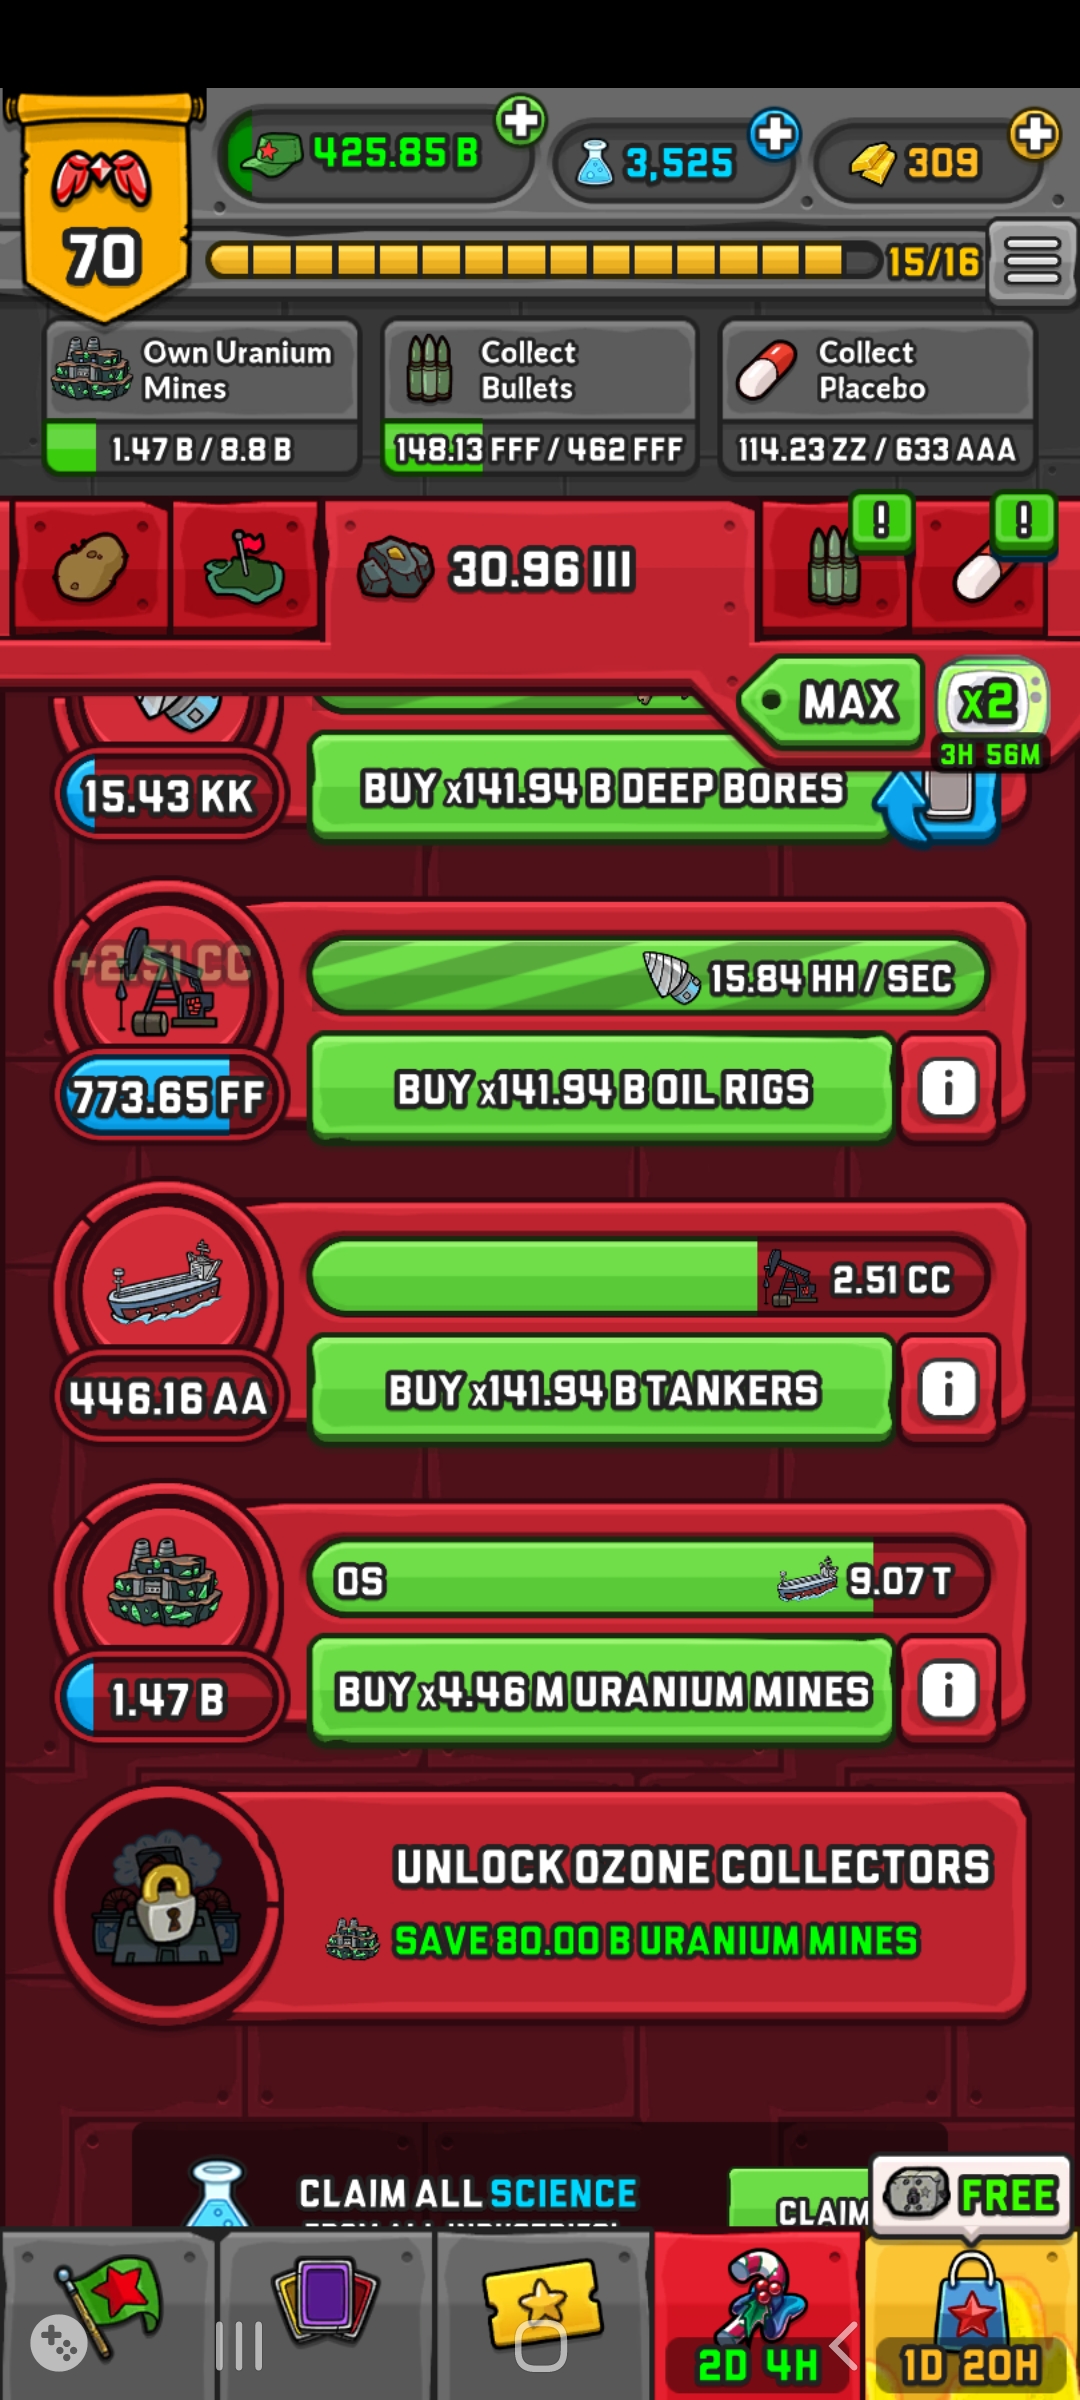 425.85 B
3,525
309
70
15/16
Own Uranium
Mines
Collect
Bullets
Collect
Placebo
1.47 B / 8.8 B
148.13 FFF / 462 FFF
114.23 ZZ / 633 AAA
!
!
30.96 III
MAX
x2
3H 56M
15.43 KK
BUY x141.94 B DEEP BORES
+2.51 CC
15.84 HH / SEC
773.65 FF
BUY x141.94 B OIL RIGS
i
2.51 CC
446.16 AA
BUY x141.94 B TANKERS
i
0S
9.07 T
1.47 B
BUY x4.46 M URANIUM MINES
i
UNLOCK OZONE COLLECTORS
SAVE 80.00 B URANIUM MINES
CLAIM ALL SCIENCE
CLAIM
FREE
2D 4H
1D 20H